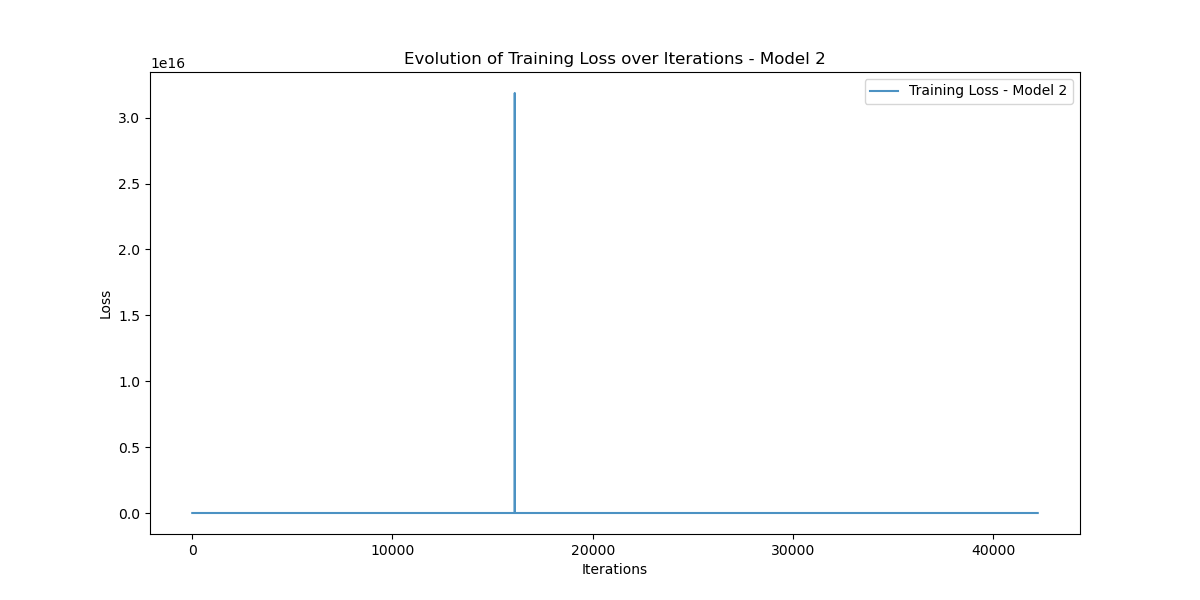 Evolution of Training Loss over Iterations - Model 2
1e16
Training Loss - Model 2
3.0
2.5
2.0
1.5
1.0
0.5
0.0
Loss
0 10000 20000 30000 40000
Iterations